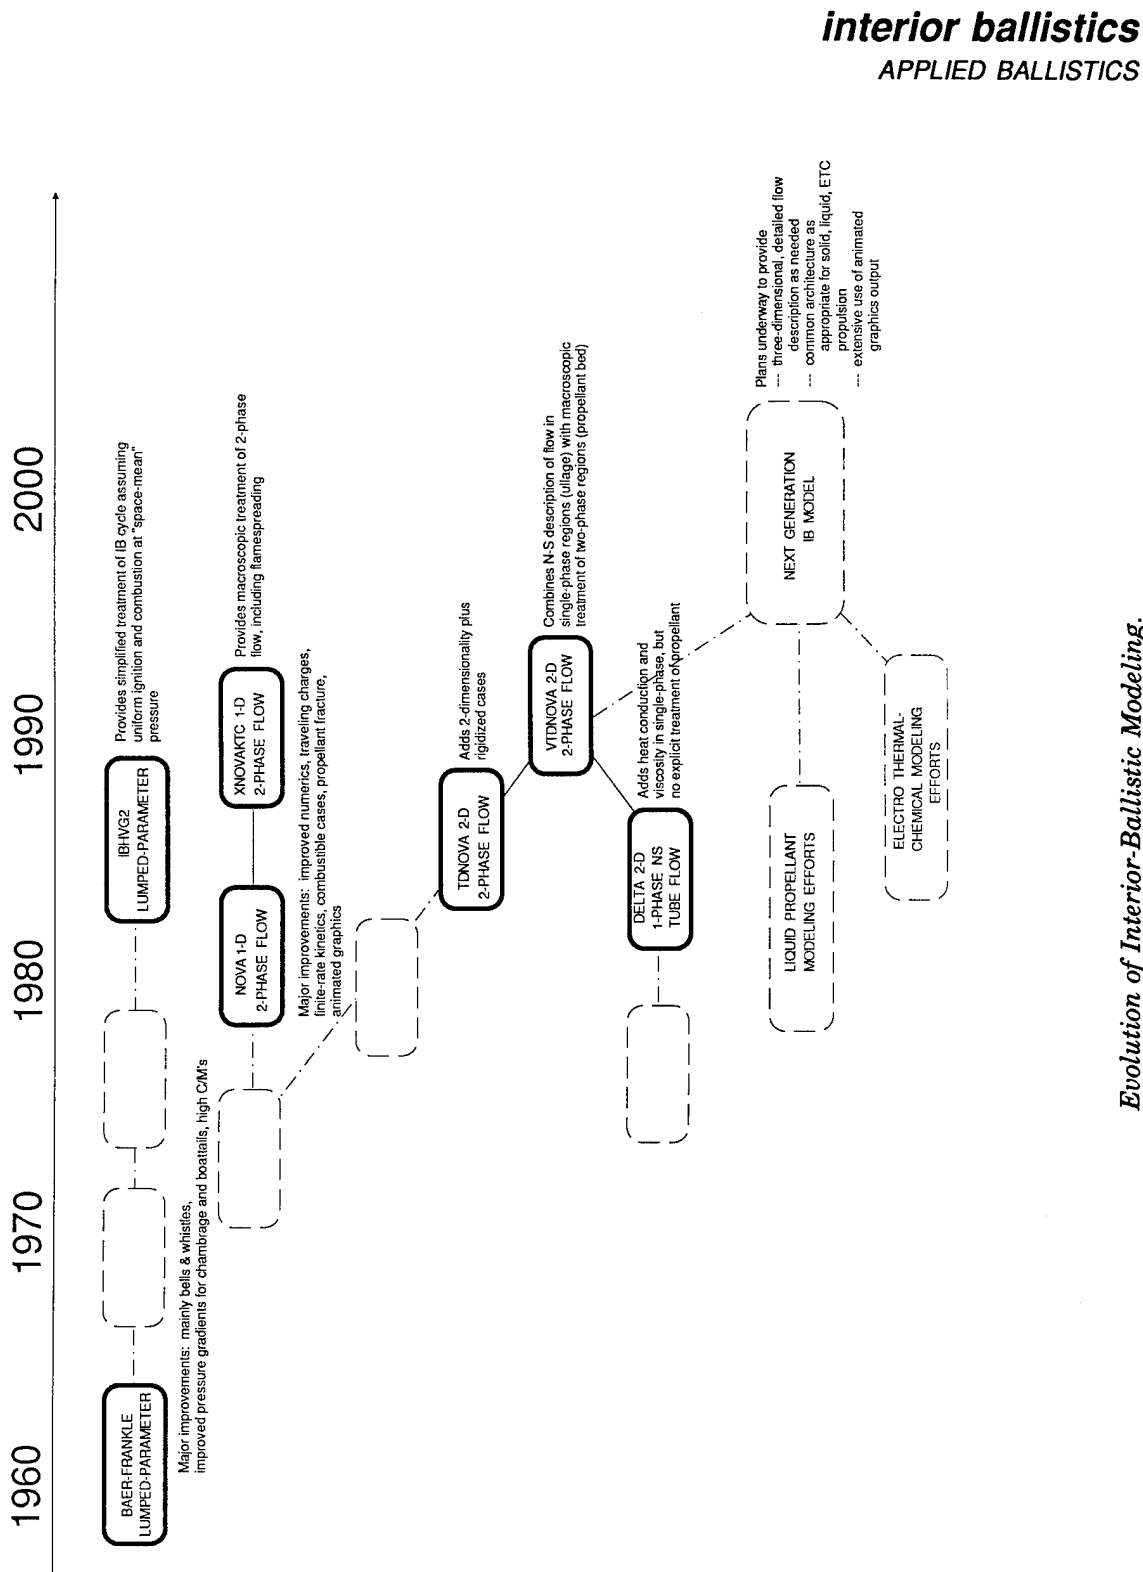 interior ballistics
APPLIED BALLISTICS
1960
1970
1980
1990
2000
BAER-FRANKLE
LUMPED-PARAMETER
IBHVG2
LUMPED-PARAMETER
Provides simplified treatment of IB cycle assuming
uniform ignition and combustion at "space-mean"
pressure
Major improvements: mainly bells & whistles,
improved pressure gradients for chambrage and boattails, high C/M's
NOVA 1-D
2-PHASE FLOW
XNOVAKTC 1-D
2-PHASE FLOW
Provides macroscopic treatment of 2-phase
flow, including flamespreading
Major improvements: improved numerics, traveling charges,
finite-rate kinetics, combustible cases, propellant fracture,
animated graphics
TDNOVA 2-D
2-PHASE FLOW
Adds 2-dimensionality plus
rigidized cases
VTDNOVA 2-D
2-PHASE FLOW
Combines N-S description of flow in
single-phase regions (ullage) with macroscopic
treatment of two-phase regions (propellant bed)
DELTA 2-D
1-PHASE NS
TUBE FLOW
Adds heat conduction and
viscosity in single-phase, but
no explicit treatment of propellant
LIQUID PROPELLANT
MODELING EFFORTS
NEXT GENERATION
IB MODEL
Plans underway to provide
--- three-dimensional, detailed flow
description as needed
--- common architecture as
appropriate for solid, liquid, ETC
propulsion
--- extensive use of animated
graphics output
ELECTRO THERMAL-
CHEMICAL MODELING
EFFORTS
Evolution of Interior-Ballistic Modeling.